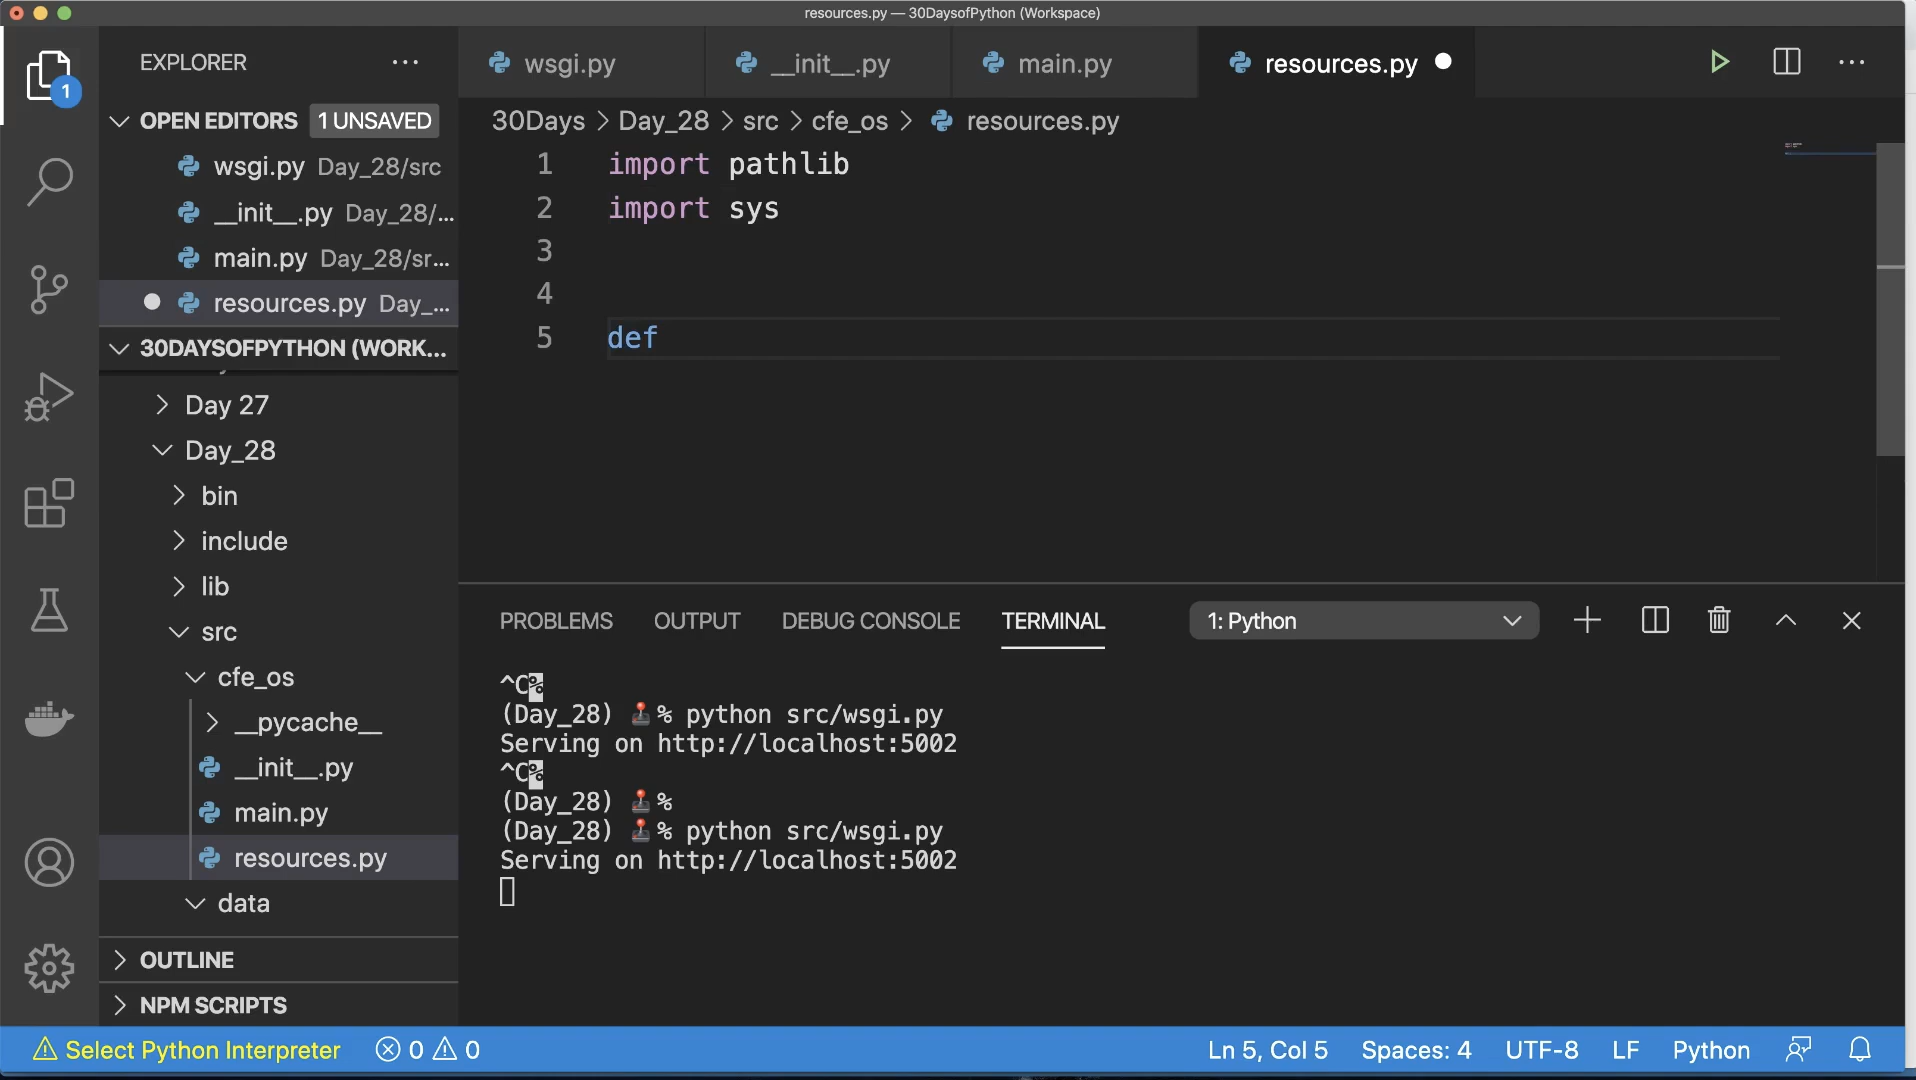 resources.py — 30DaysofPython (Workspace)
EXPLORER
wsgi.py
__init__.py
main.py
resources.py
1
OPEN EDITORS 1 UNSAVED
wsgi.py Day_28/src
__init__.py Day_28/...
main.py Day_28/sr...
resources.py Day_...
30DAYSOFPYTHON (WORK...
Day 27
Day_28
bin
include
lib
src
cfe_os
__pycache__
__init__.py
main.py
resources.py
data
OUTLINE
NPM SCRIPTS
30Days > Day_28 > src > cfe_os > resources.py
1 import pathlib
2 import sys
3
4
5 def
PROBLEMS OUTPUT DEBUG CONSOLE TERMINAL 1: Python
^C%
(Day_28) % python src/wsgi.py
Serving on http://localhost:5002
^C%
(Day_28) %
(Day_28) % python src/wsgi.py
Serving on http://localhost:5002
Select Python Interpreter 0 0 Ln 5, Col 5 Spaces: 4 UTF-8 LF Python